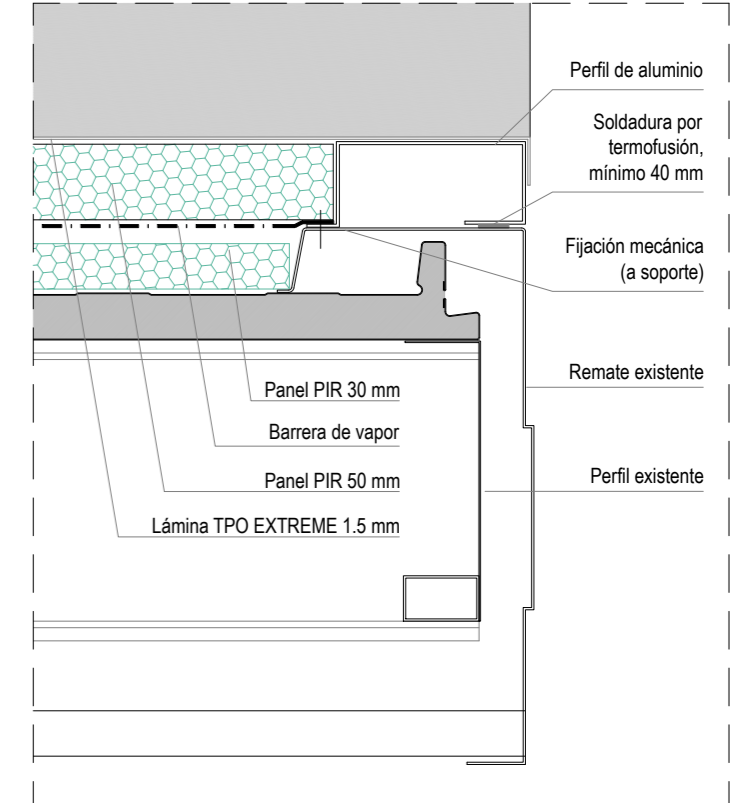 Perfil de aluminio
Soldadura por
termofusión,
mínimo 40 mm
Fijación mecánica
(a soporte)
Remate existente
Panel PIR 30 mm
Barrera de vapor
Panel PIR 50 mm
Perfil existente
Lámina TPO EXTREME 1.5 mm